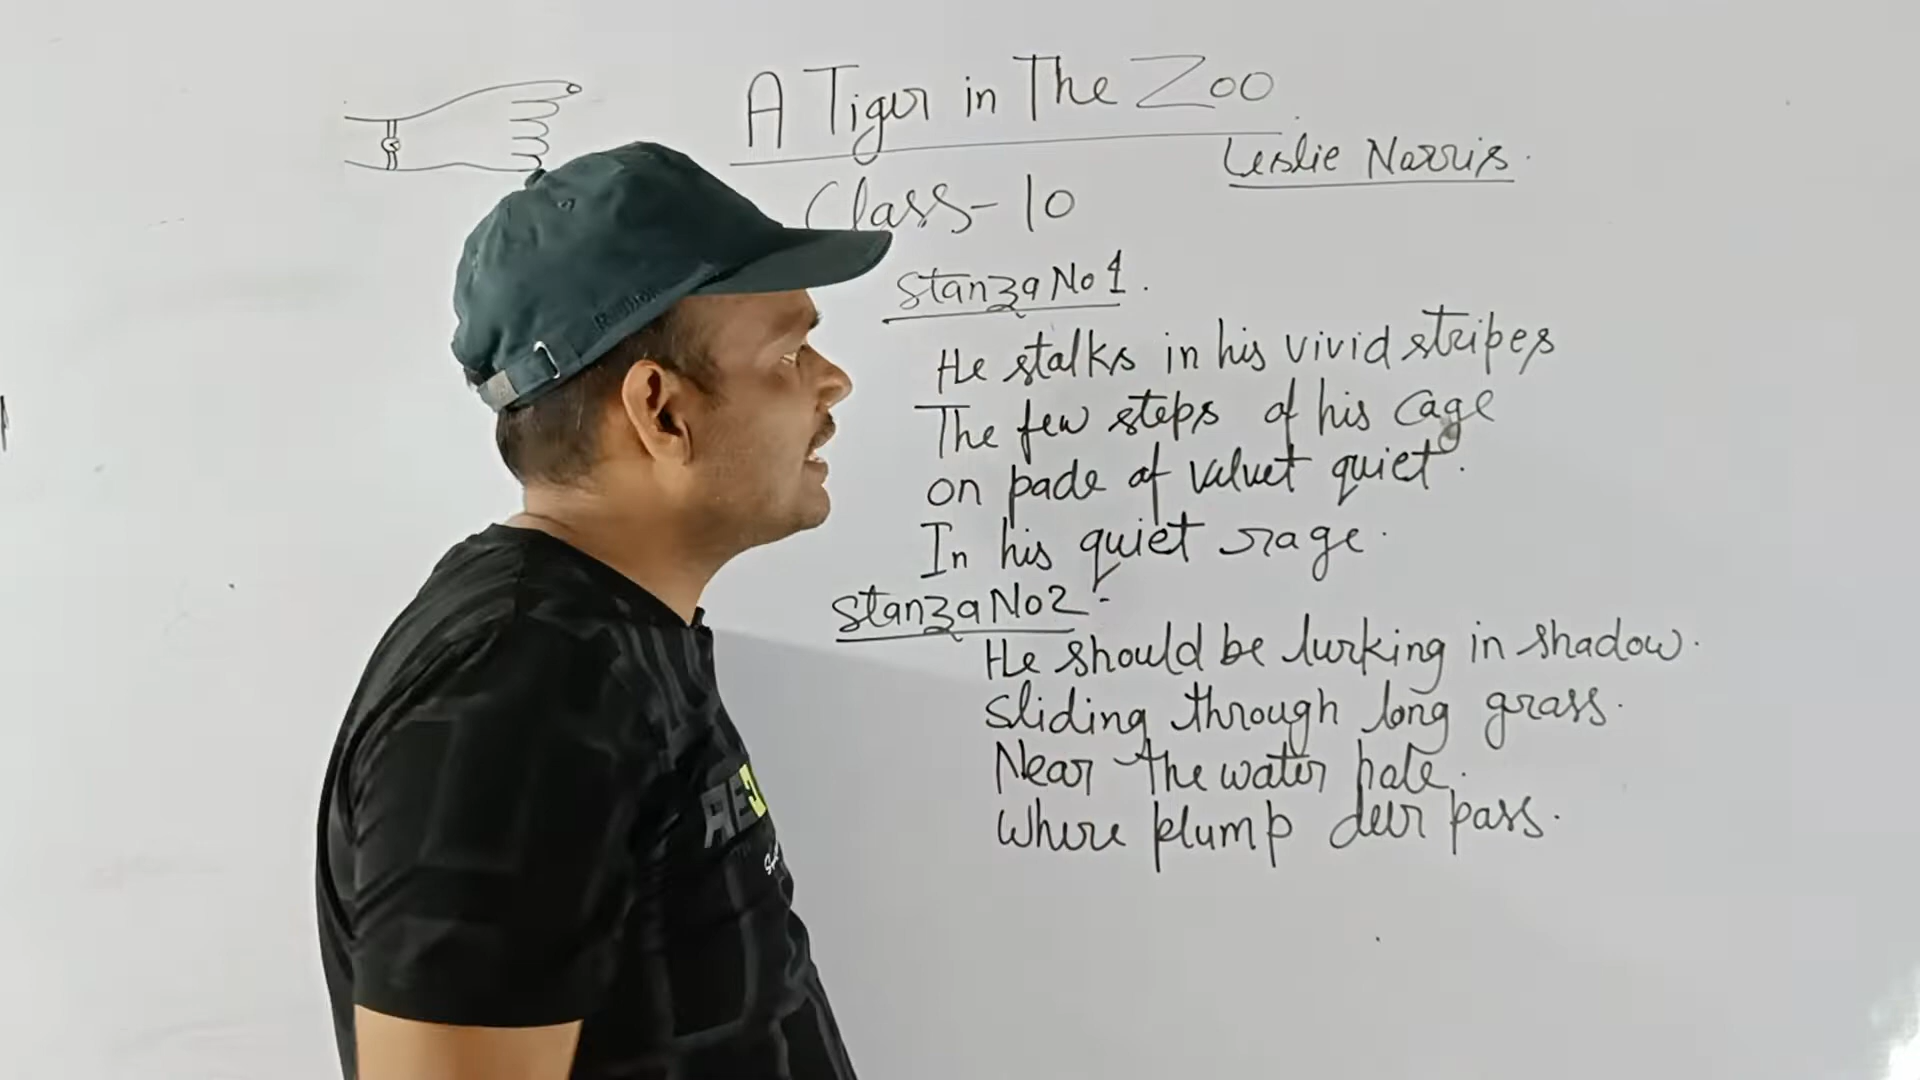 A Tiger in The Zoo
Leslie Narris.
Class-10
Stanza No 1.
He stalks in his vivid stripes
The few steps of his cage
on pade of velvet quiet.
In his quiet rage.
Stanza No 2
He should be lurking in shadow.
Sliding through long grass.
Near the water hole.
Where plump deer pass.